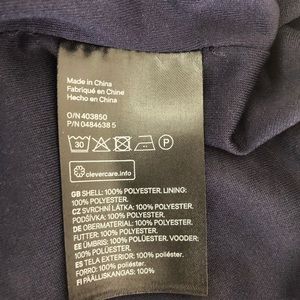 Made in China
Fabriqué en Chine
Hecho en China
O/N 403850
P/N 0484638 5
30
P
clevercare.info
GB SHELL: 100% POLYESTER. LINING:
100% POLYESTER.
CZ SVRCHNÍ LÁTKA: 100% POLYESTER.
PODŠÍVKA: 100% POLYESTER.
DE OBERMATERIAL: 100% POLYESTER.
FUTTER: 100% POLYESTER.
EE ÜMBRIS: 100% POLÜESTER. VOODER:
100% POLÜESTER.
ES TELA EXTERIOR: 100% poliéster.
FORRO: 100% poliéster.
FI PÄÄLLISKANGAS: 100%